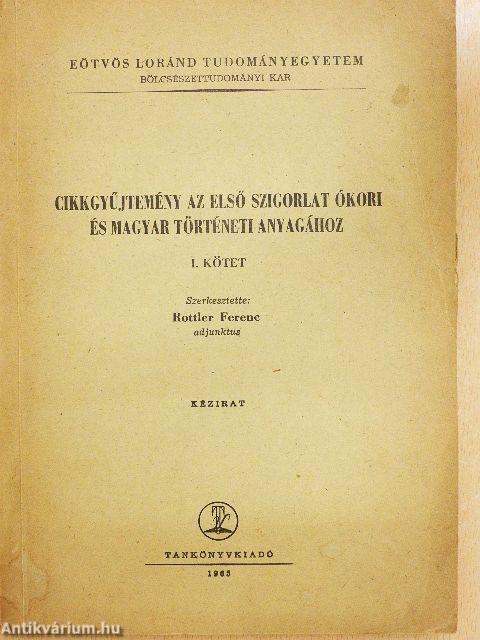 EÖTVÖS LORÁND TUDOMÁNYEGYETEM
BÖLCSÉSZETTUDOMÁNYI KAR
CIKKGYŰJTEMÉNY AZ ELSŐ SZIGORLAT ÓKORI
ÉS MAGYAR TÖRTÉNETI ANYAGÁHOZ
I. KÖTET
Szerkesztette:
Rottler Ferenc
adjunktus
KÉZIRAT
TANKÖNYVKIADÓ
1965
Antikvárium.hu